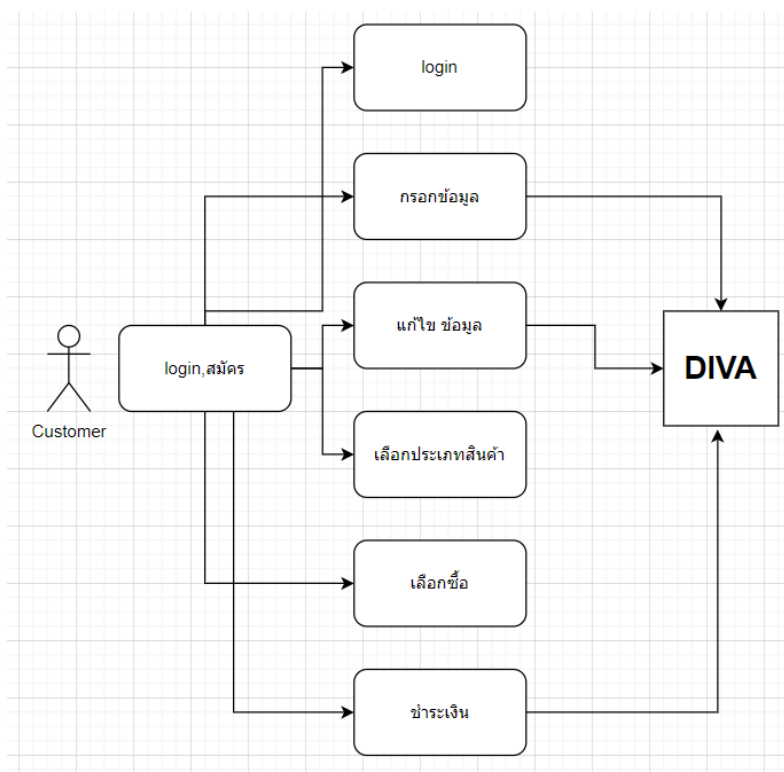 login
กรอกข้อมูล
แก้ไข ข้อมูล
login,สมัคร
DIVA
Customer
เลือกประเภทสินค้า
เลือกซื้อ
ชำระเงิน